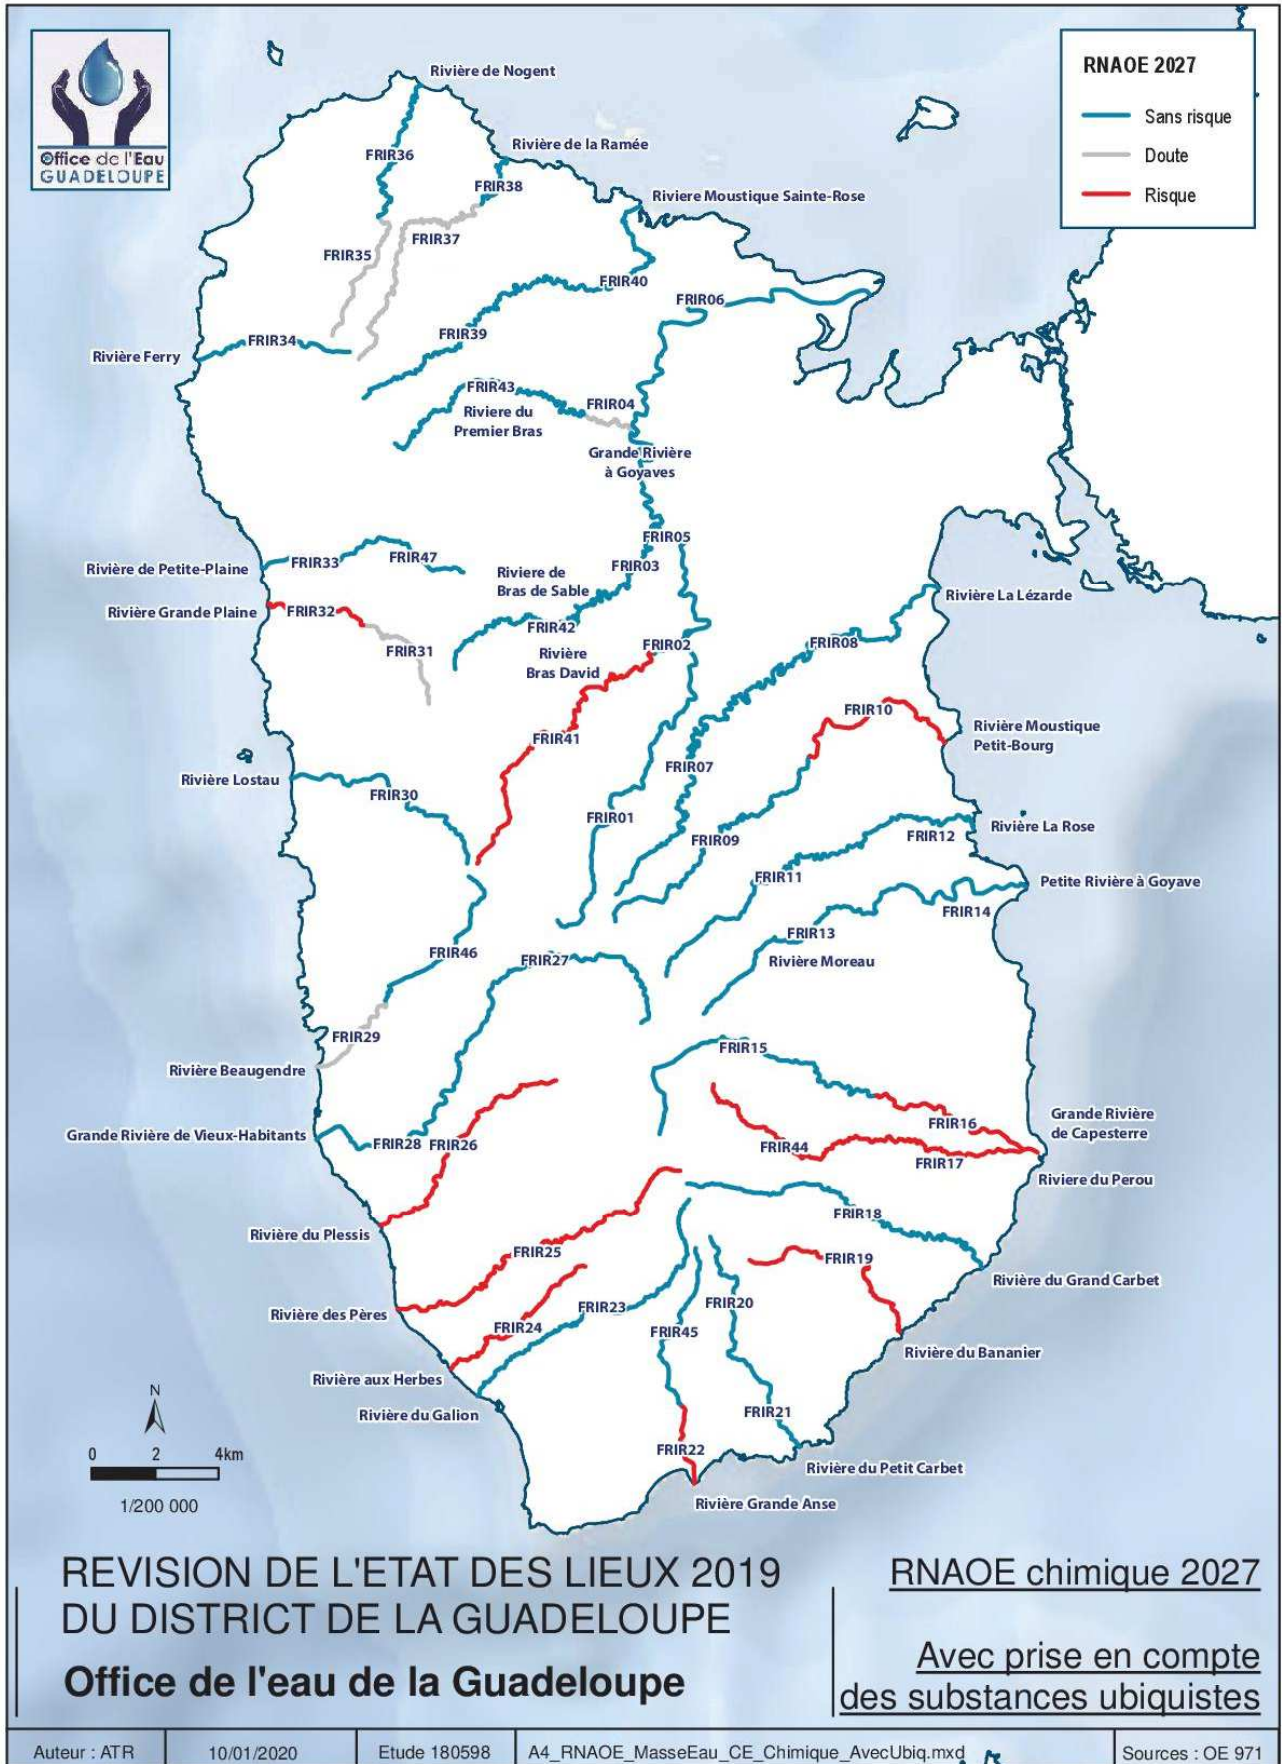 Office de l'Eau
GUADELOUPE
RNAOE 2027
Sans risque
Doute
Risque
Rivière de Nogent
FRIR36
Rivière de la Ramée
FRIR38
Riviere Moustique Sainte-Rose
FRIR37
FRIR35
FRIR40
FRIR06
FRIR34
FRIR39
Rivière Ferry
FRIR43
FRIR04
Riviere du
Premier Bras
Grande Rivière
à Goyaves
FRIR05
FRIR33
FRIR47
FRIR03
Rivière de Petite-Plaine
Riviere de
Bras de Sable
Rivière La Lézarde
Rivière Grande Plaine
FRIR32
FRIR42
FRIR31
Rivière
Bras David
FRIR02
FRIR08
FRIR10
Rivière Moustique
Petit-Bourg
FRIR41
FRIR07
Rivière Lostau
FRIR30
FRIR01
FRIR09
FRIR12
Rivière La Rose
FRIR11
Petite Rivière à Goyave
FRIR14
FRIR13
FRIR46
FRIR27
Rivière Moreau
FRIR29
FRIR15
Rivière Beaugendre
Grande Rivière de Vieux-Habitants
FRIR28
FRIR26
Grande Rivière
de Capesterre
FRIR16
FRIR44
FRIR17
Riviere du Perou
FRIR18
Rivière du Plessis
FRIR25
FRIR19
Rivière du Grand Carbet
Rivière des Pères
FRIR23
FRIR20
FRIR24
FRIR45
Rivière du Bananier
Rivière aux Herbes
Rivière du Galion
FRIR21
FRIR22
Rivière du Petit Carbet
Rivière Grande Anse
N
0 2 4km
1/200 000
REVISION DE L'ETAT DES LIEUX 2019
DU DISTRICT DE LA GUADELOUPE
Office de l'eau de la Guadeloupe
RNAOE chimique 2027
Avec prise en compte
des substances ubiquistes
Auteur : ATR
10/01/2020
Etude 180598
A4_RNAOE_MasseEau_CE_Chimique_AvecUbiq.mxd
Sources : OE 971